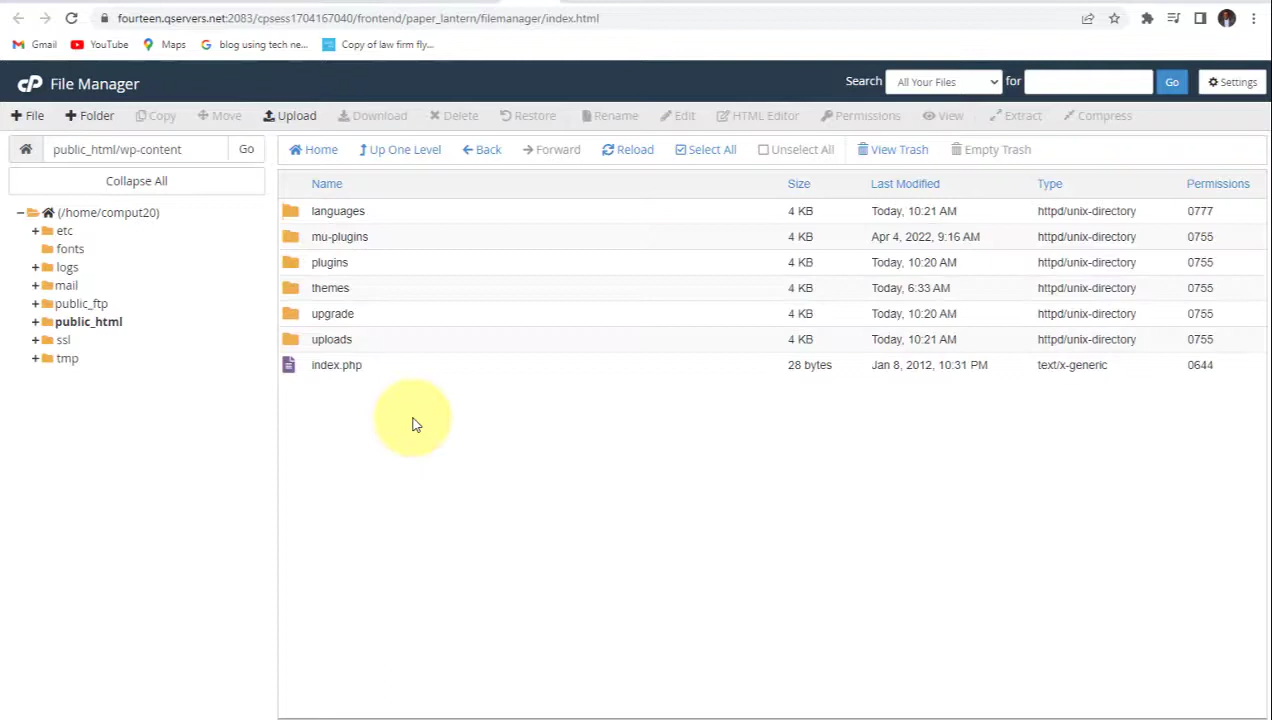 fourteen.qservers.net:2083/cpsess1704167040/frontend/paper_lantern/filemanager/index.html
Gmail YouTube Maps blog using tech ne... Copy of law firm fly...
cP File Manager Search All Your Files for Go Settings
File Folder Copy Move Upload Download Delete Restore Rename Edit HTML Editor Permissions View Extract Compress
public_html/wp-content Go Home Up One Level Back Forward Reload Select All Unselect All View Trash Empty Trash
Collapse All
Name Size Last Modified Type Permissions
(/home/comput20)
etc
fonts
logs
mail
public_ftp
public_html
ssl
tmp
languages 4 KB Today, 10:21 AM httpd/unix-directory 0777
mu-plugins 4 KB Apr 4, 2022, 9:16 AM httpd/unix-directory 0755
plugins 4 KB Today, 10:20 AM httpd/unix-directory 0755
themes 4 KB Today, 6:33 AM httpd/unix-directory 0755
upgrade 4 KB Today, 10:20 AM httpd/unix-directory 0755
uploads 4 KB Today, 10:21 AM httpd/unix-directory 0755
index.php 28 bytes Jan 8, 2012, 10:31 PM text/x-generic 0644